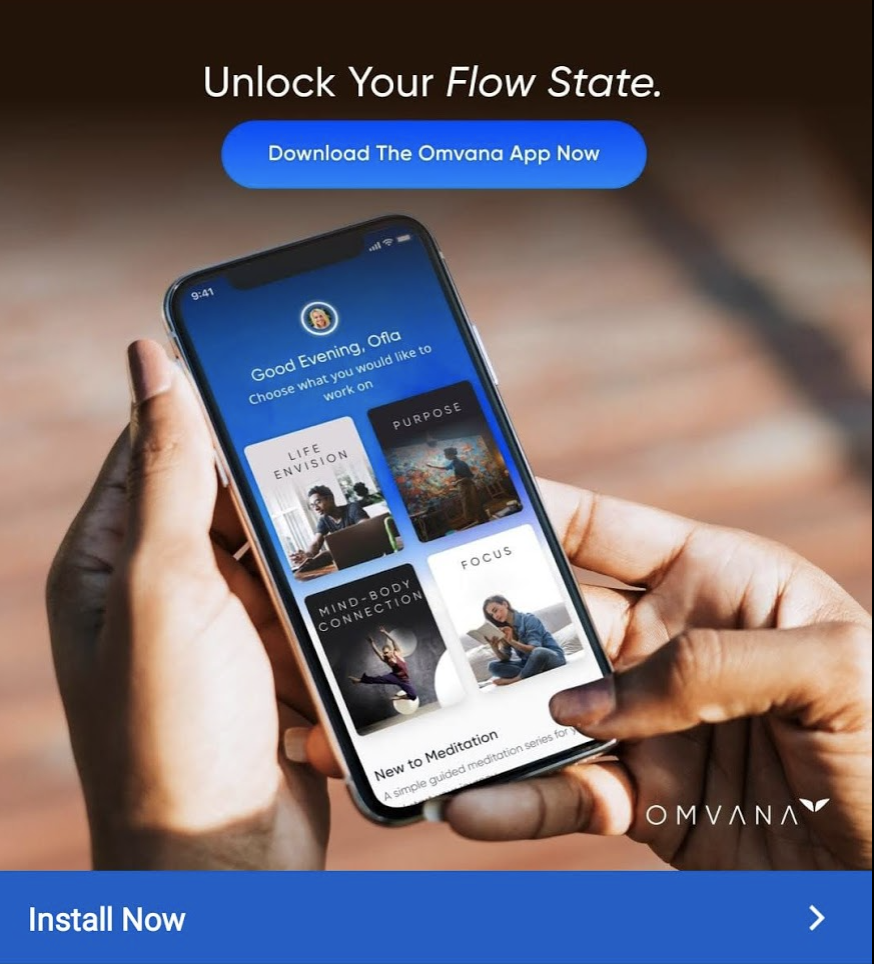 Unlock Your Flow State.
Download The Omvana App Now
9:41
Good Evening, Ofla
Choose what you would like to
work on
LIFE
ENVISION
PURPOSE
MIND-BODY
CONNECTION
FOCUS
New to Meditation
A simple guided meditation series for
OMVANA
Install Now